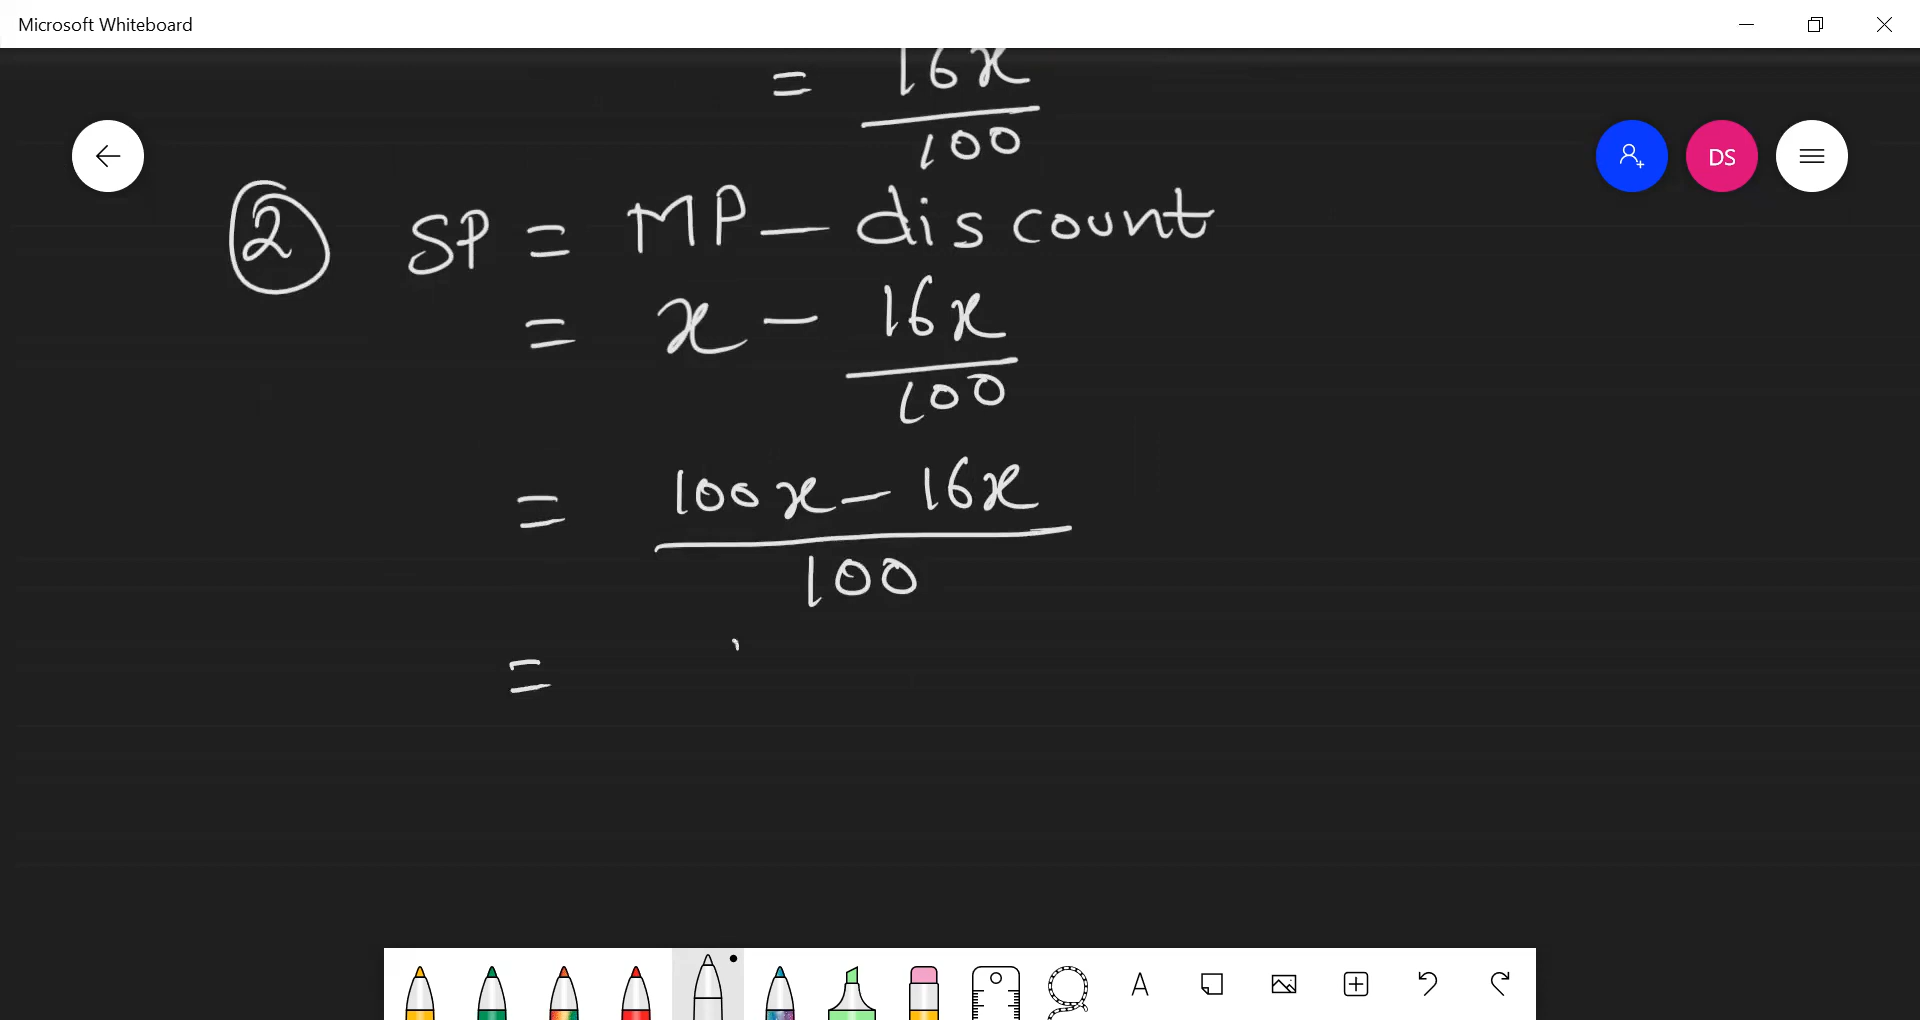 Microsoft Whiteboard
= 16x
100
DS
② SP = MP — discount
= x — 16x
100
= 100x — 16x
100
=
A